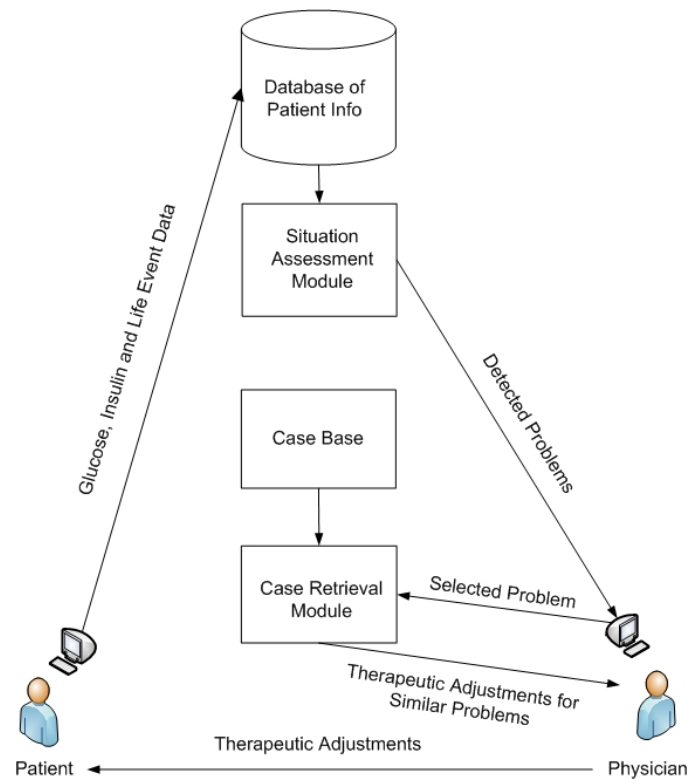 Database of
Patient Info
Situation
Assessment
Module
Glucose, Insulin and Life Event Data
Detected Problems
Case Base
Case Retrieval
Module
Selected Problem
Therapeutic Adjustments for
Similar Problems
Therapeutic Adjustments
Patient
Physician